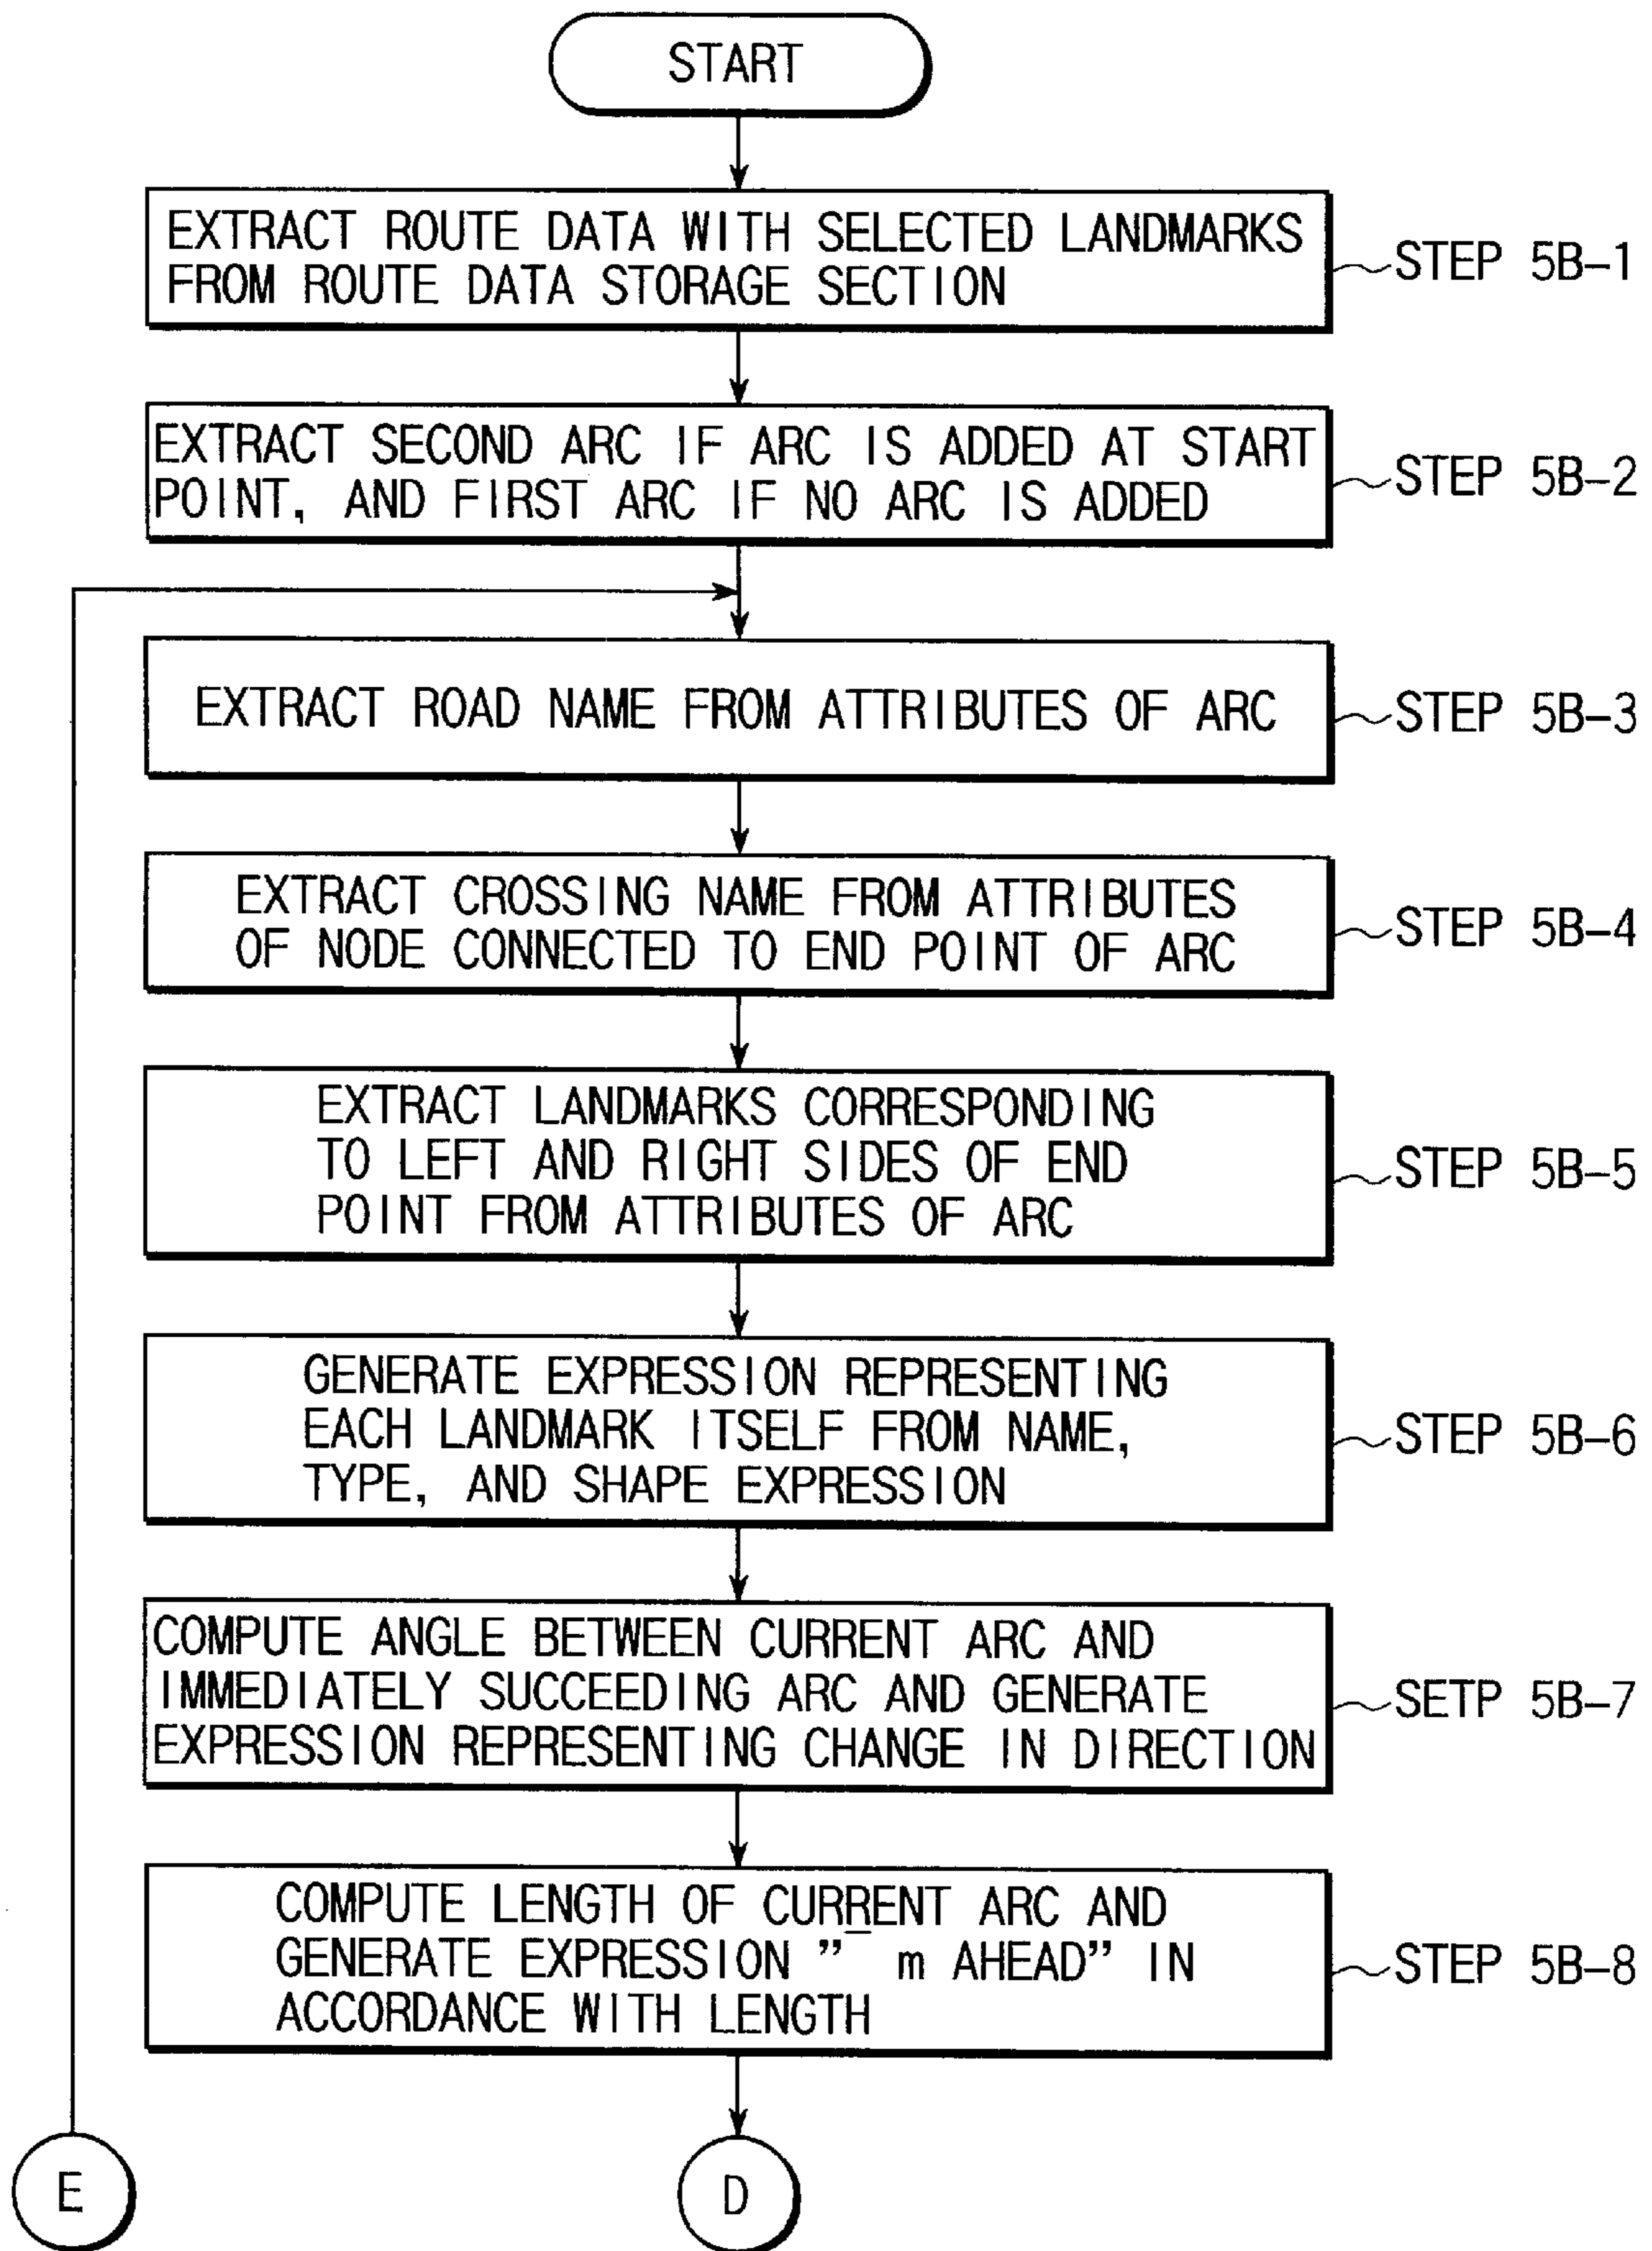 START
EXTRACT ROUTE DATA WITH SELECTED LANDMARKS
FROM ROUTE DATA STORAGE SECTION
STEP 5B-1
EXTRACT SECOND ARC IF ARC IS ADDED AT START
POINT, AND FIRST ARC IF NO ARC IS ADDED
STEP 5B-2
EXTRACT ROAD NAME FROM ATTRIBUTES OF ARC
STEP 5B-3
EXTRACT CROSSING NAME FROM ATTRIBUTES
OF NODE CONNECTED TO END POINT OF ARC
STEP 5B-4
EXTRACT LANDMARKS CORRESPONDING
TO LEFT AND RIGHT SIDES OF END
POINT FROM ATTRIBUTES OF ARC
STEP 5B-5
GENERATE EXPRESSION REPRESENTING
EACH LANDMARK ITSELF FROM NAME,
TYPE, AND SHAPE EXPRESSION
STEP 5B-6
COMPUTE ANGLE BETWEEN CURRENT ARC AND
IMMEDIATELY SUCCEEDING ARC AND GENERATE
EXPRESSION REPRESENTING CHANGE IN DIRECTION
SETP 5B-7
COMPUTE LENGTH OF CURRENT ARC AND
GENERATE EXPRESSION ”‾ m AHEAD” IN
ACCORDANCE WITH LENGTH
STEP 5B-8
E
D